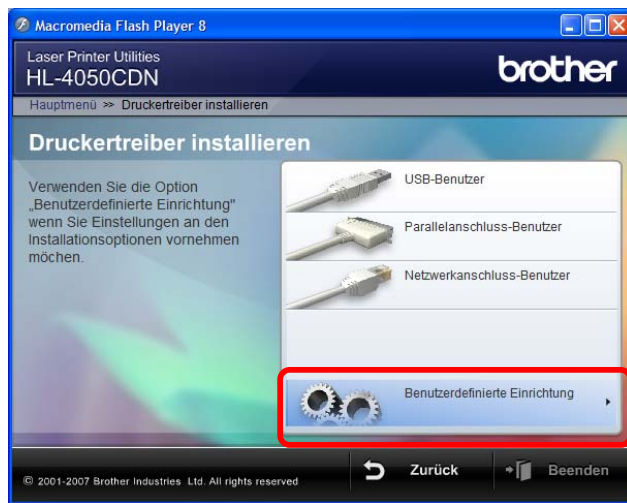 Macromedia Flash Player 8
Laser Printer Utilities
HL-4050CDN
brother
Hauptmenü >> Druckertreiber installieren
Druckertreiber installieren
Verwenden Sie die Option
„Benutzerdefinierte Einrichtung"
wenn Sie Einstellungen an den
Installationsoptionen vornehmen
möchen.
USB-Benutzer
Parallelanschluss-Benutzer
Netzwerkanschluss-Benutzer
Benutzerdefinierte Einrichtung
© 2001-2007 Brother Industries Ltd. All rights reserved
Zurück
Beenden